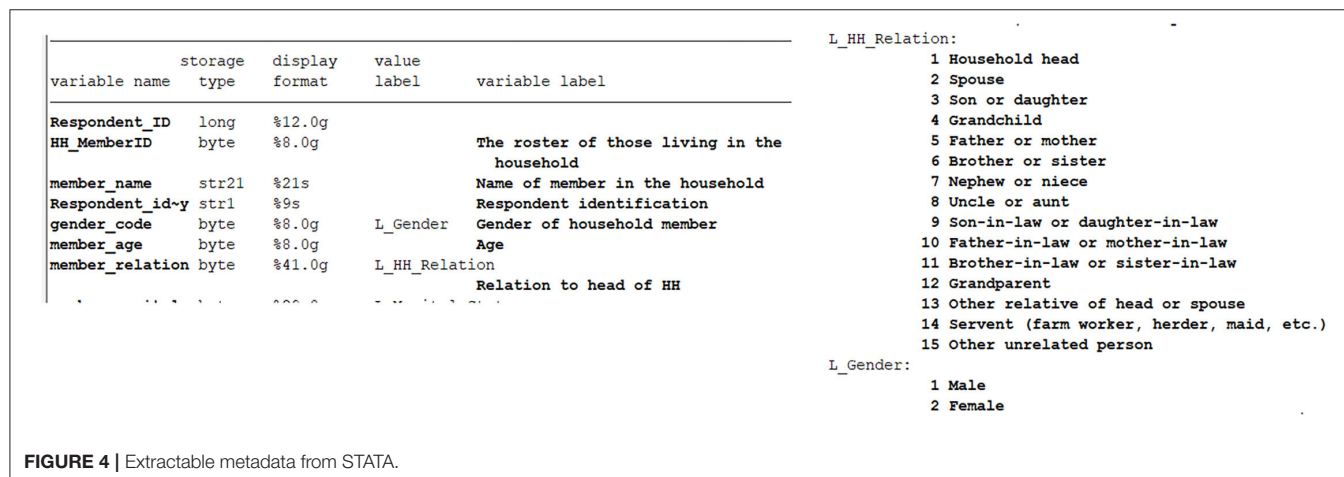 storage display value
variable name type format label variable label
Respondent_ID long %12.0g
HH_MemberID byte %8.0g The roster of those living in the
household
member_name str21 %21s Name of member in the household
Respondent_id~y str1 %9s Respondent identification
gender_code byte %8.0g L_Gender Gender of household member
member_age byte %8.0g Age
member_relation byte %41.0g L_HH_Relation
Relation to head of HH
L_HH_Relation:
1 Household head
2 Spouse
3 Son or daughter
4 Grandchild
5 Father or mother
6 Brother or sister
7 Nephew or niece
8 Uncle or aunt
9 Son-in-law or daughter-in-law
10 Father-in-law or mother-in-law
11 Brother-in-law or sister-in-law
12 Grandparent
13 Other relative of head or spouse
14 Servent (farm worker, herder, maid, etc.)
15 Other unrelated person
L_Gender:
1 Male
2 Female
FIGURE 4 | Extractable metadata from STATA.